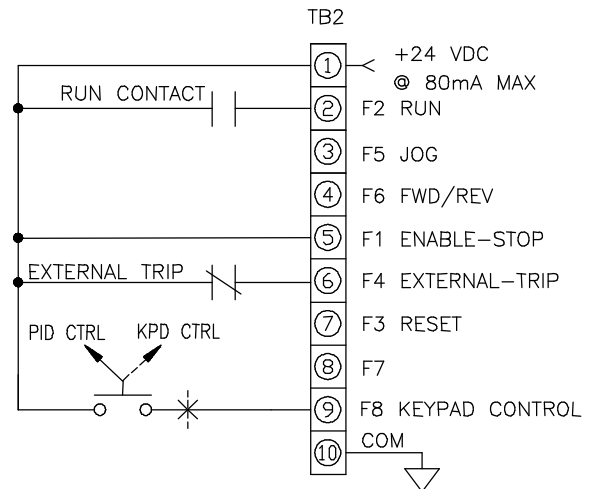 TB2
1 +24 VDC
@ 80mA MAX
RUN CONTACT 2 F2 RUN
3 F5 JOG
4 F6 FWD/REV
5 F1 ENABLE-STOP
EXTERNAL TRIP 6 F4 EXTERNAL-TRIP
7 F3 RESET
PID CTRL KPD CTRL
8 F7
9 F8 KEYPAD CONTROL
10 COM